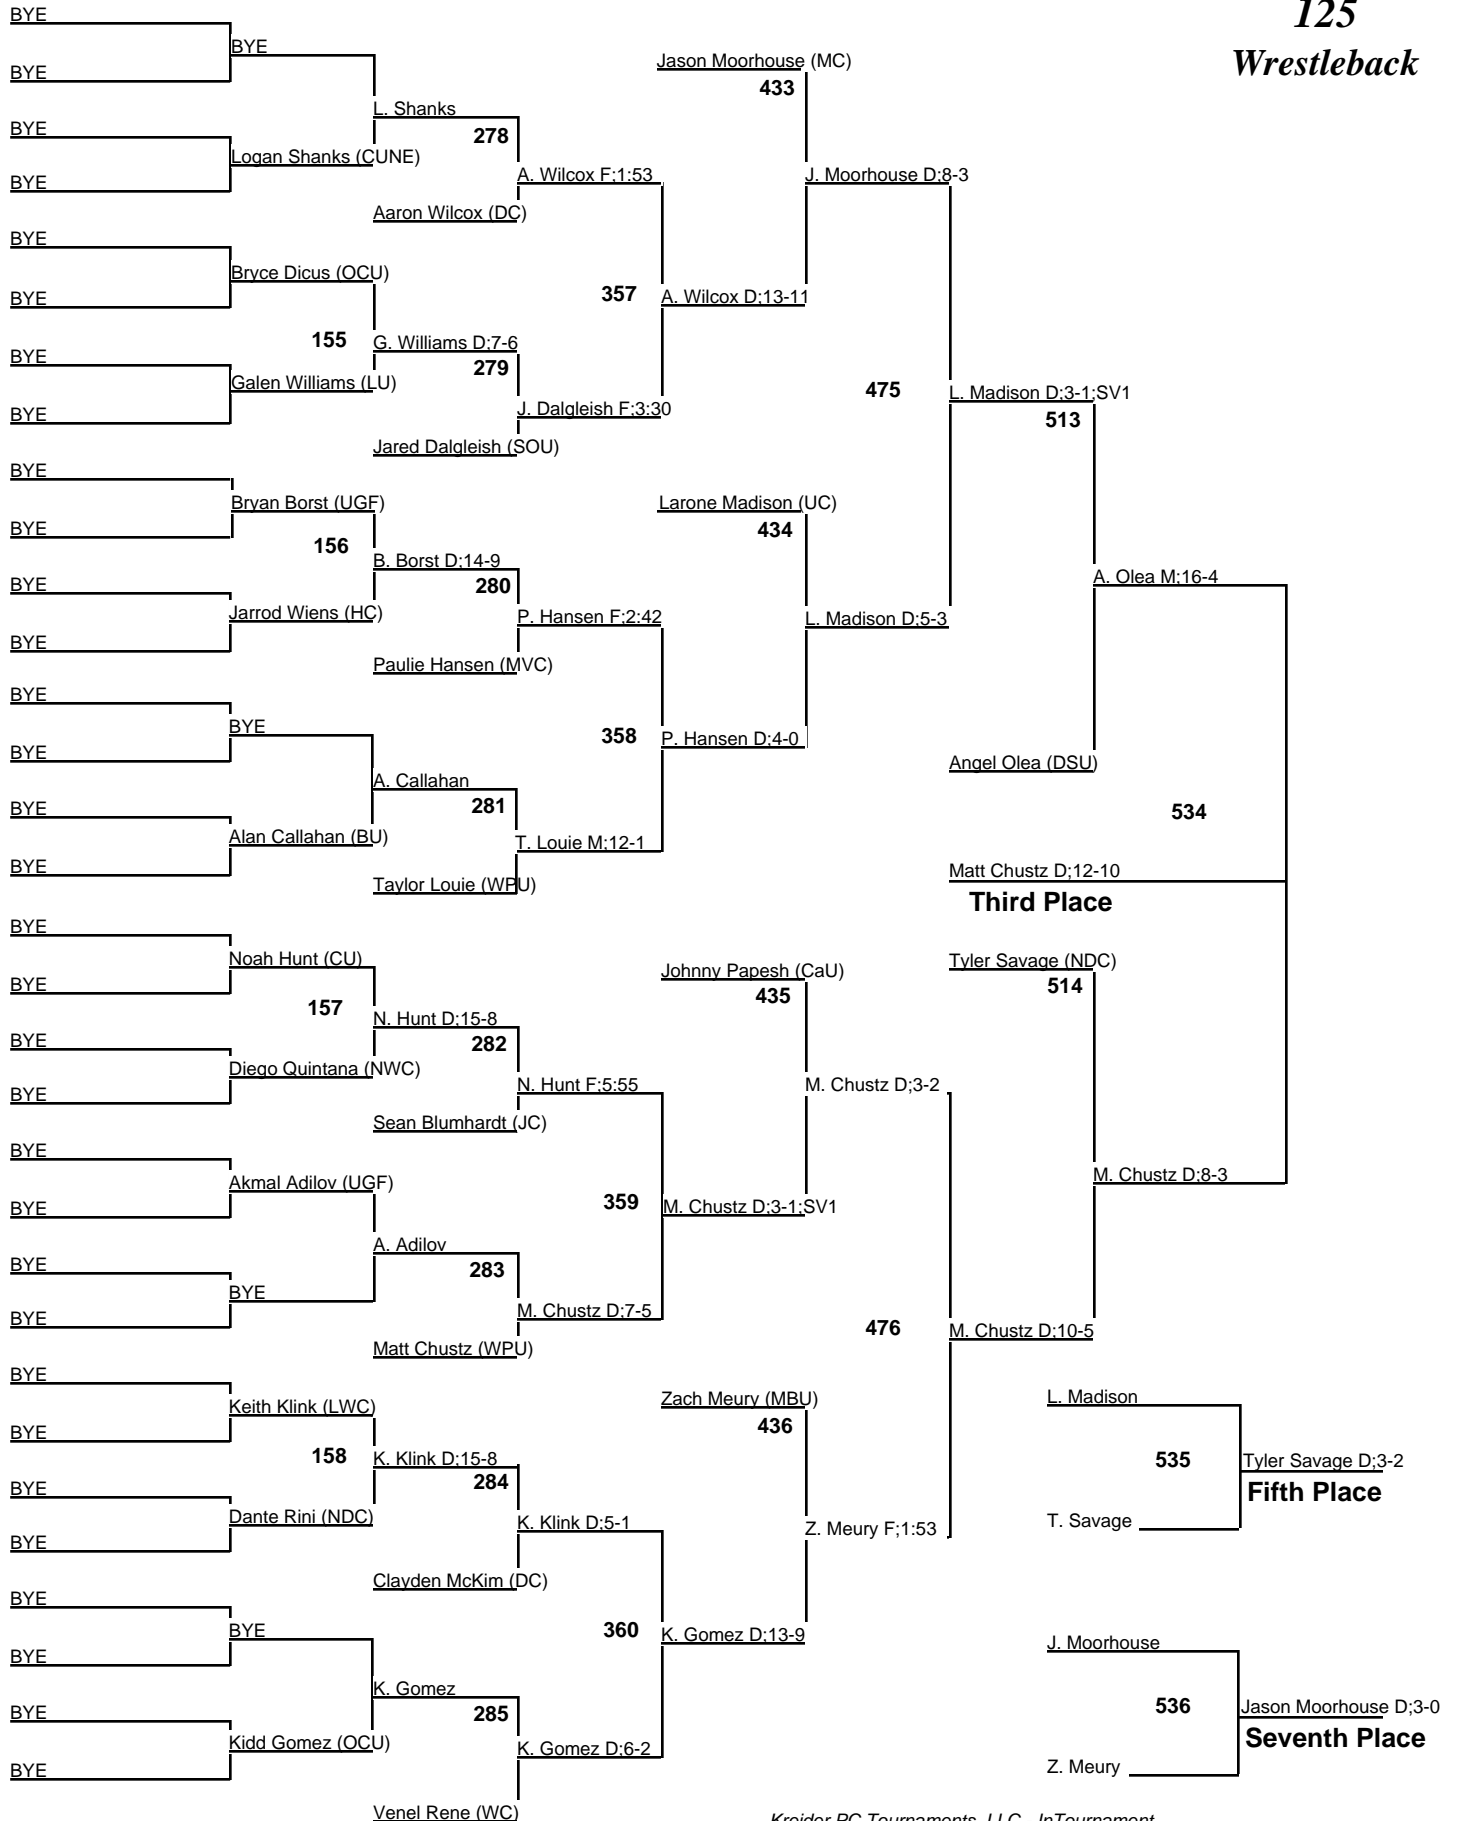 125
Wrestleback
BYE
BYE
BYE
Jason Moorhouse (MC)
433
L. Shanks
278
BYE
Logan Shanks (CUNE)
BYE
A. Wilcox F;1:53
J. Moorhouse D;8-3
Aaron Wilcox (DC)
BYE
Bryce Dicus (OCU)
BYE
357
A. Wilcox D;13-11
155
G. Williams D;7-6
279
BYE
Galen Williams (LU)
475
L. Madison D;3-1;SV1
513
BYE
J. Dalgleish F;3:30
Jared Dalgleish (SOU)
BYE
Bryan Borst (UGF)
Larone Madison (UC)
434
BYE
156
B. Borst D;14-9
280
A. Olea M;16-4
BYE
Jarrod Wiens (HC)
P. Hansen F;2:42
L. Madison D;5-3
BYE
Paulie Hansen (MVC)
BYE
BYE
358
P. Hansen D;4-0
BYE
Angel Olea (DSU)
A. Callahan
281
534
BYE
Alan Callahan (BU)
T. Louie M;12-1
BYE
Taylor Louie (WPU)
Matt Chustz D;12-10
Third Place
BYE
Noah Hunt (CU)
Johnny Papesh (CaU)
435
Tyler Savage (NDC)
514
BYE
157
N. Hunt D;15-8
282
BYE
Diego Quintana (NWC)
N. Hunt F;5:55
M. Chustz D;3-2
BYE
Sean Blumhardt (JC)
BYE
Akmal Adilov (UGF)
M. Chustz D;8-3
BYE
359
M. Chustz D;3-1;SV1
A. Adilov
283
BYE
BYE
M. Chustz D;7-5
BYE
476
M. Chustz D;10-5
Matt Chustz (WPU)
BYE
Keith Klink (LWC)
Zach Meury (MBU)
436
L. Madison
BYE
158
K. Klink D;15-8
284
535
Tyler Savage D;3-2
Fifth Place
BYE
Dante Rini (NDC)
K. Klink D;5-1
Z. Meury F;1:53
T. Savage
BYE
Clayden McKim (DC)
BYE
BYE
360
K. Gomez D;13-9
J. Moorhouse
BYE
K. Gomez
285
536
Jason Moorhouse D;3-0
Seventh Place
BYE
Kidd Gomez (OCU)
K. Gomez D;6-2
BYE
Z. Meury
Venel Rene (WC)
Kreider PC Tournaments, LLC - InTournament